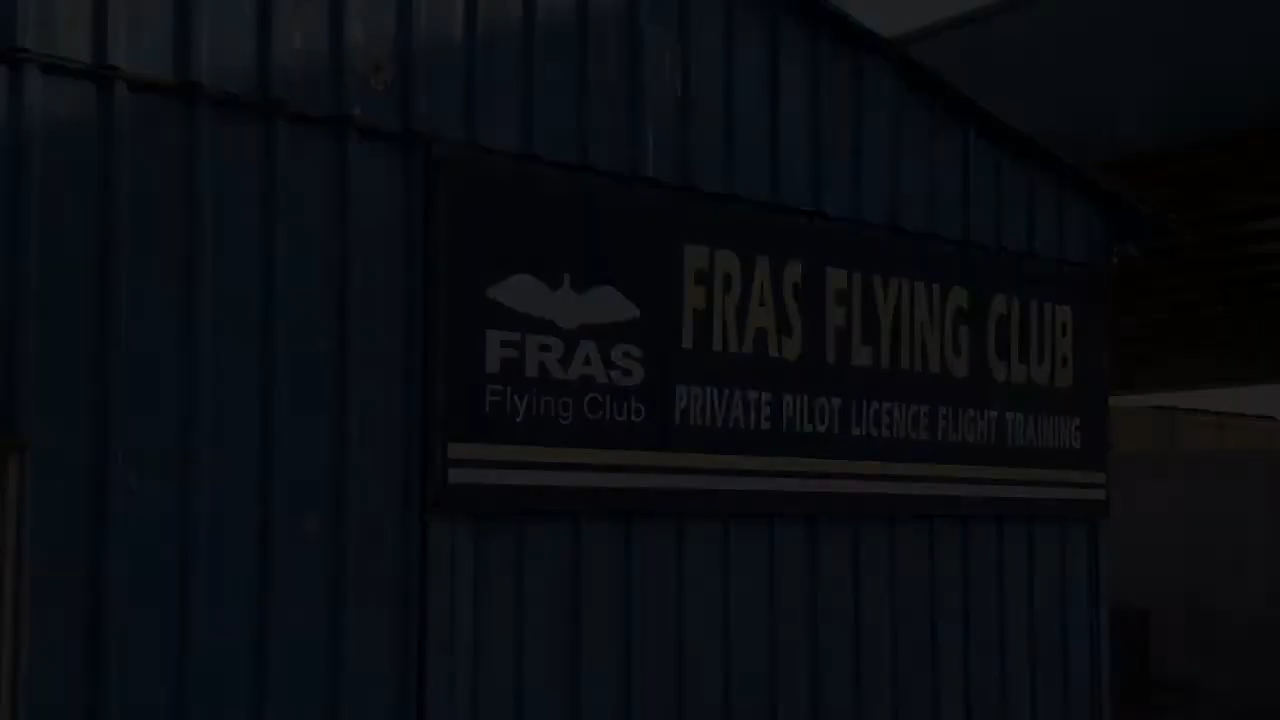 FRAS
Flying Club
FRAS FLYING CLUB
PRIVATE PILOT LICENCE FLIGHT TRAINING